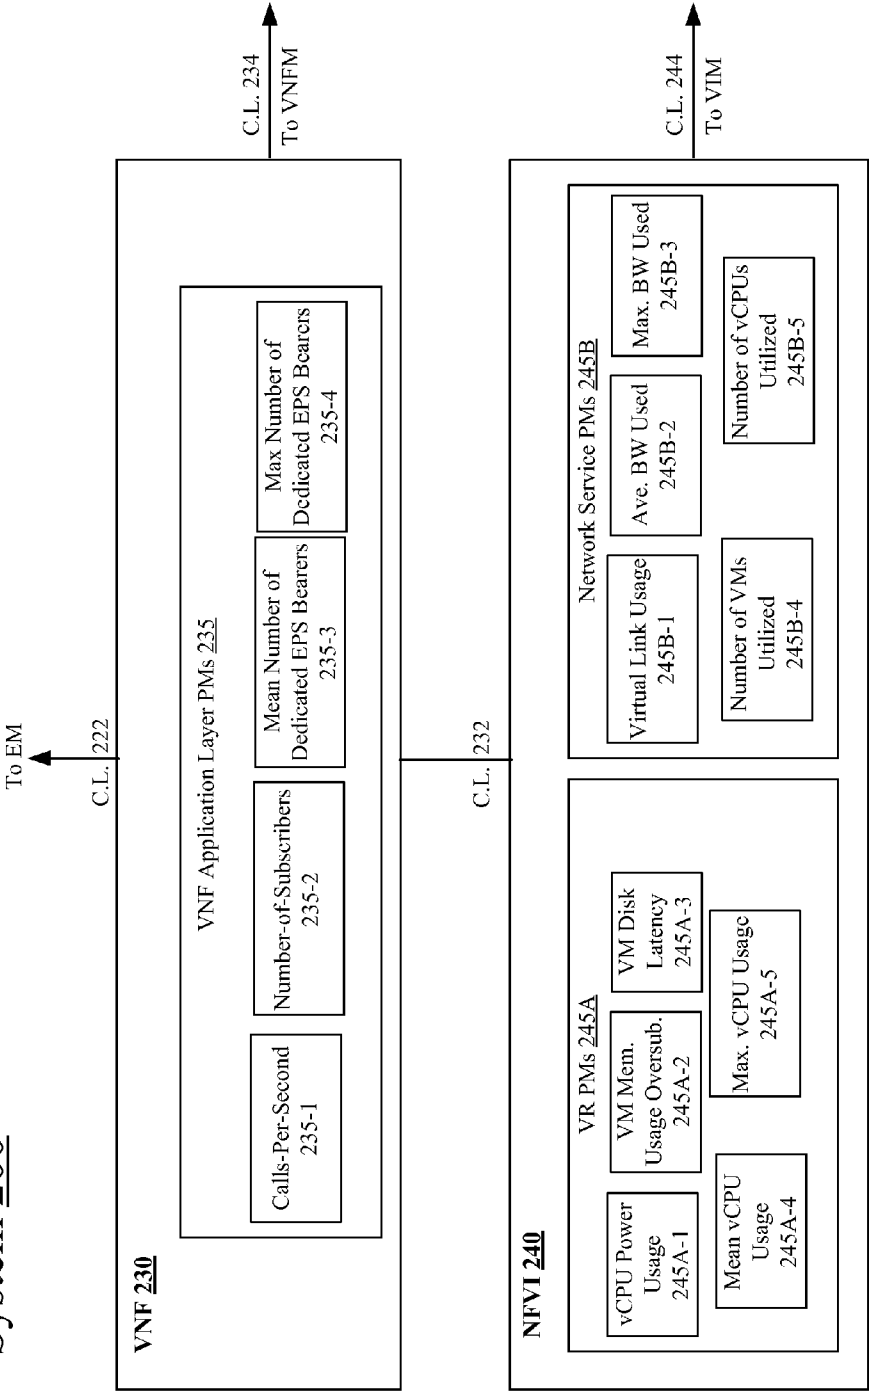 System
To EM
C.L. 222
VNF 230
VNF Application Layer PMs 235
Calls-Per-Second
235-1
Number-of-Subscribers
235-2
Mean Number of
Dedicated EPS Bearers
235-3
Max Number of
Dedicated EPS Bearers
235-4
C.L. 234
To VNFM
C.L. 232
NFVI 240
VR PMs 245A
vCPU Power
Usage
245A-1
VM Mem.
Usage Oversub.
245A-2
VM Disk
Latency
245A-3
Mean vCPU
Usage
245A-4
Max. vCPU Usage
245A-5
Network Service PMs 245B
Virtual Link Usage
245B-1
Ave. BW Used
245B-2
Max. BW Used
245B-3
Number of VMs
Utilized
245B-4
Number of vCPUs
Utilized
245B-5
C.L. 244
To VIM